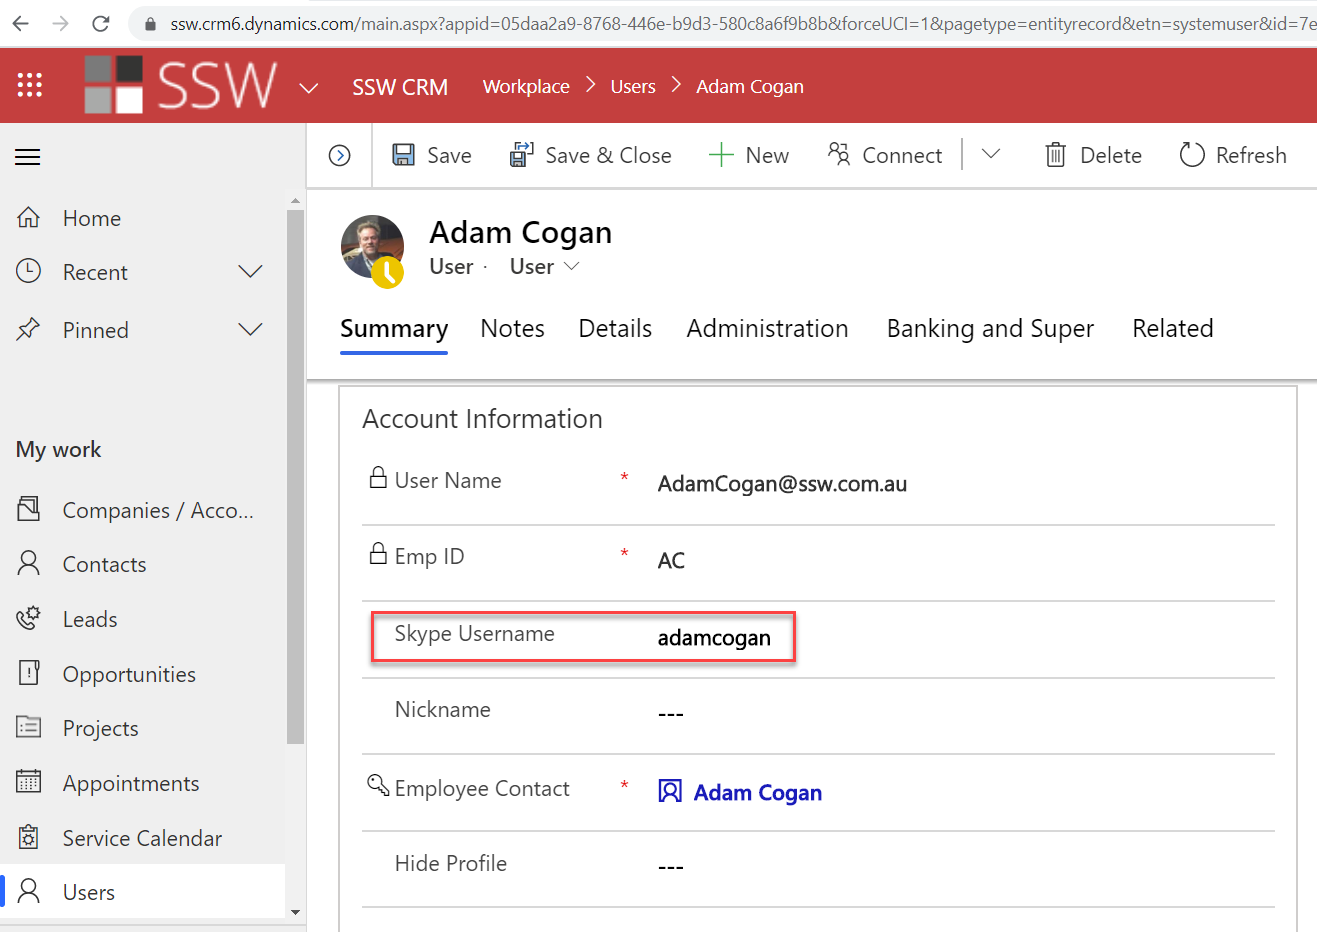 ssw.crm6.dynamics.com/main.aspx?appid=05daa2a9-8768-446e-b9d3-580c8a6f9b8b&forceUCI=1&pagetype=entityrecord&etn=systemuser&id=7e
SSW SSW CRM Workplace Users Adam Cogan
Save Save & Close New Connect Delete Refresh
Home
Recent
Pinned
My work
Companies / Acco...
Contacts
Leads
Opportunities
Projects
Appointments
Service Calendar
Users
Adam Cogan
User · User
Summary Notes Details Administration Banking and Super Related
Account Information
User Name * AdamCogan@ssw.com.au
Emp ID * AC
Skype Username adamcogan
Nickname ---
Employee Contact * Adam Cogan
Hide Profile ---